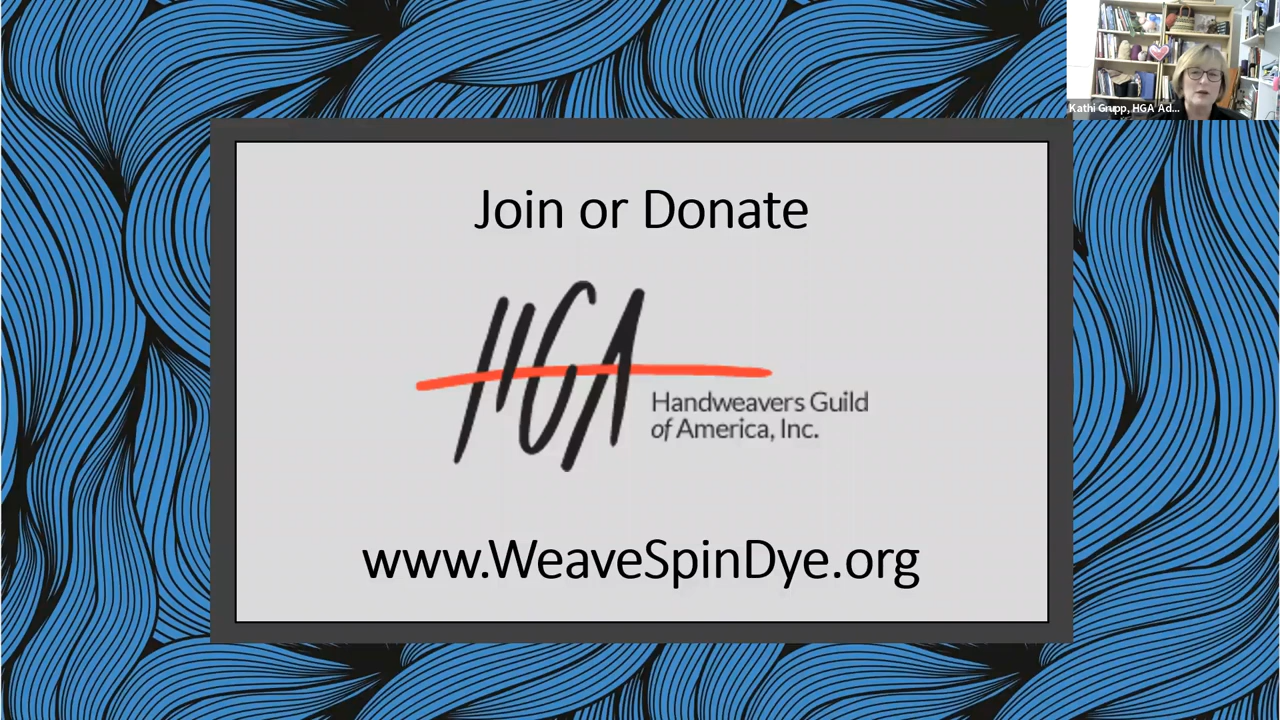 Kathi Grupp, HGA Ad...
Join or Donate
HGA
Handweavers Guild
of America, Inc.
www.WeaveSpinDye.org